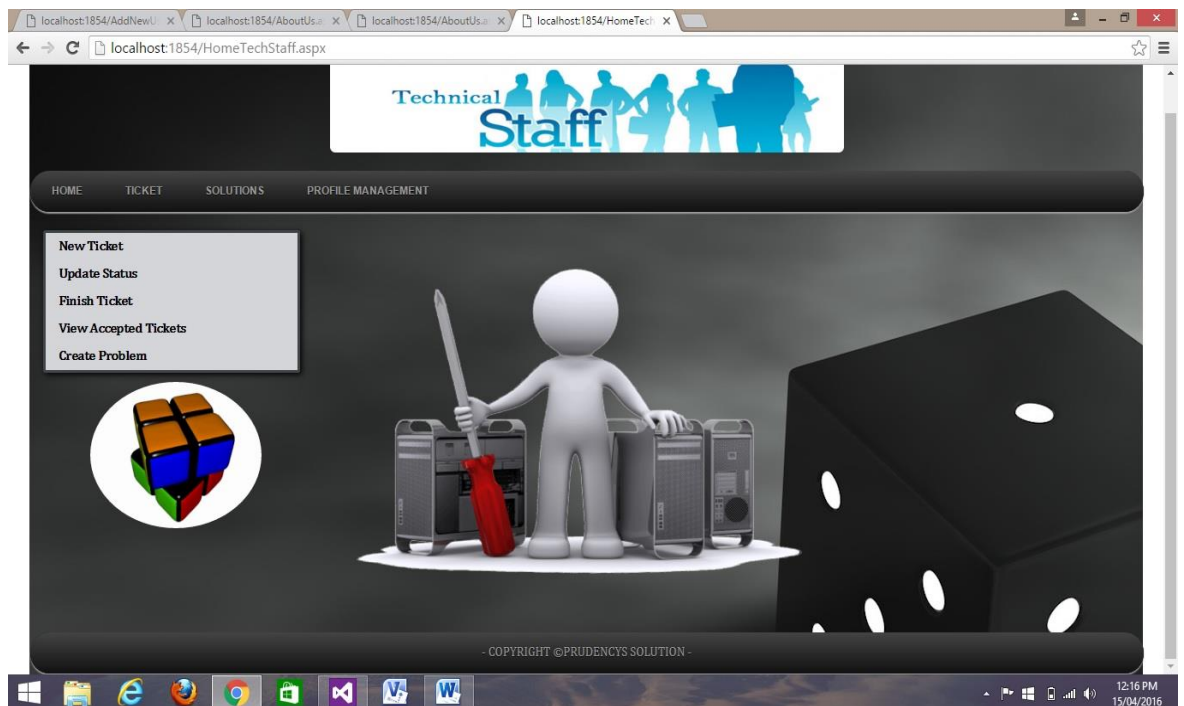 localhost:1854/AddNewU
localhost:1854/AboutUs.a
localhost:1854/AboutUs.a
localhost:1854/HomeTech
localhost:1854/HomeTechStaff.aspx
Technical
Staff
HOME TICKET SOLUTIONS PROFILE MANAGEMENT
New Ticket
Update Status
Finish Ticket
View Accepted Tickets
Create Problem
- COPYRIGHT ©PRUDENCYS SOLUTION -
12:16 PM
15/04/2016